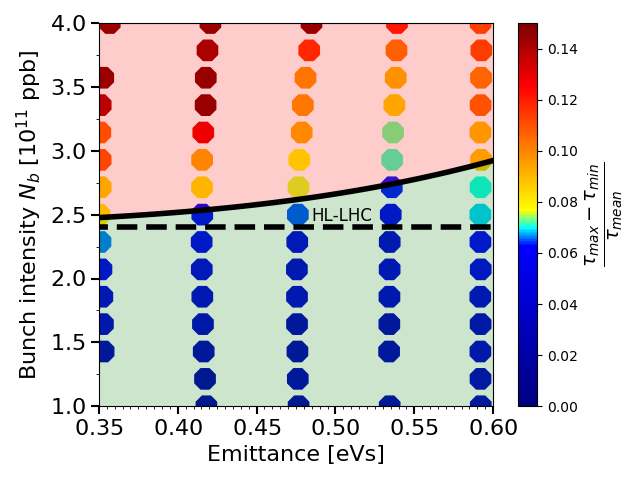 4.0
3.5
3.0
2.5
2.0
1.5
1.0
Bunch intensity N_b [10^11 ppb]
HL-LHC
0.35 0.40 0.45 0.50 0.55 0.60
Emittance [eVs]
0.14
0.12
0.10
0.08
0.06
0.04
0.02
0.00
τ_max − τ_min
τ_mean